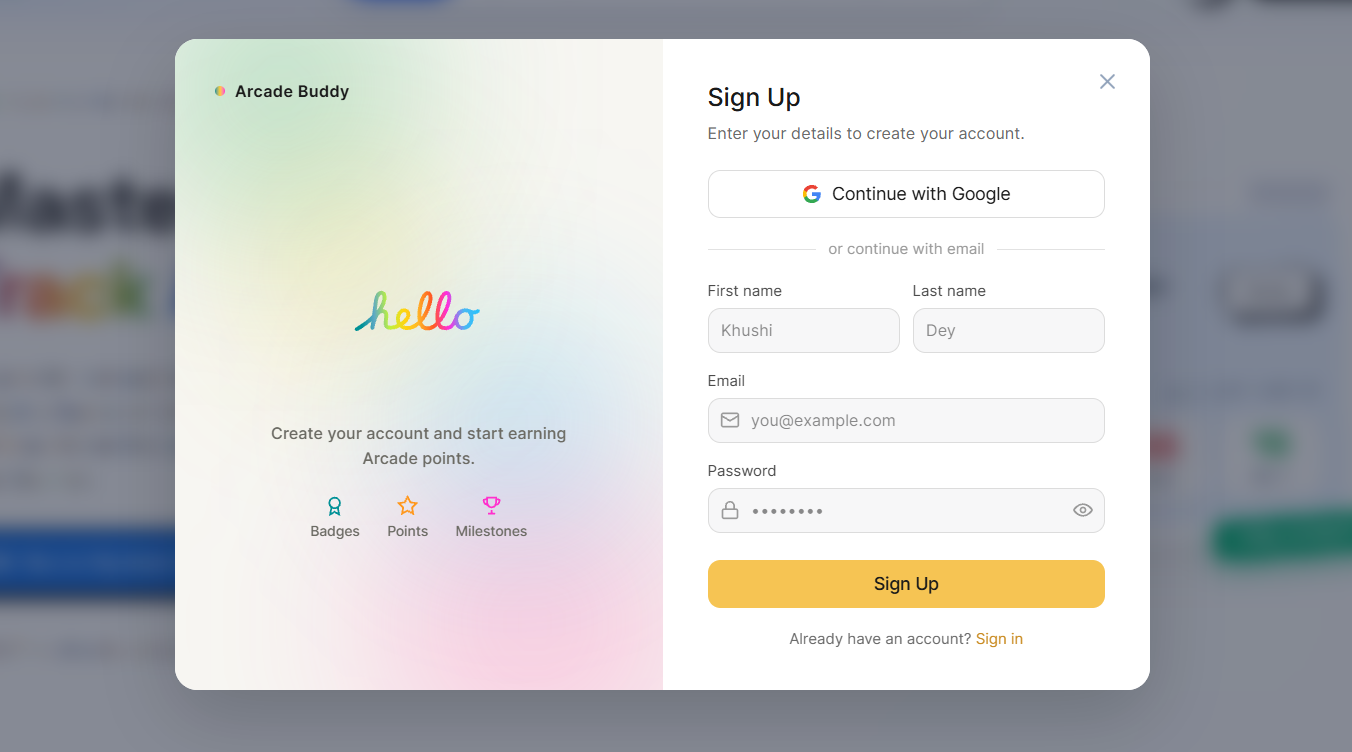 Arcade Buddy
hello
Create your account and start earning
Arcade points.
Badges
Points
Milestones
Sign Up
Enter your details to create your account.
Continue with Google
or continue with email
First name
Last name
Khushi
Dey
Email
you@example.com
Password
••••••••
Sign Up
Already have an account? Sign in